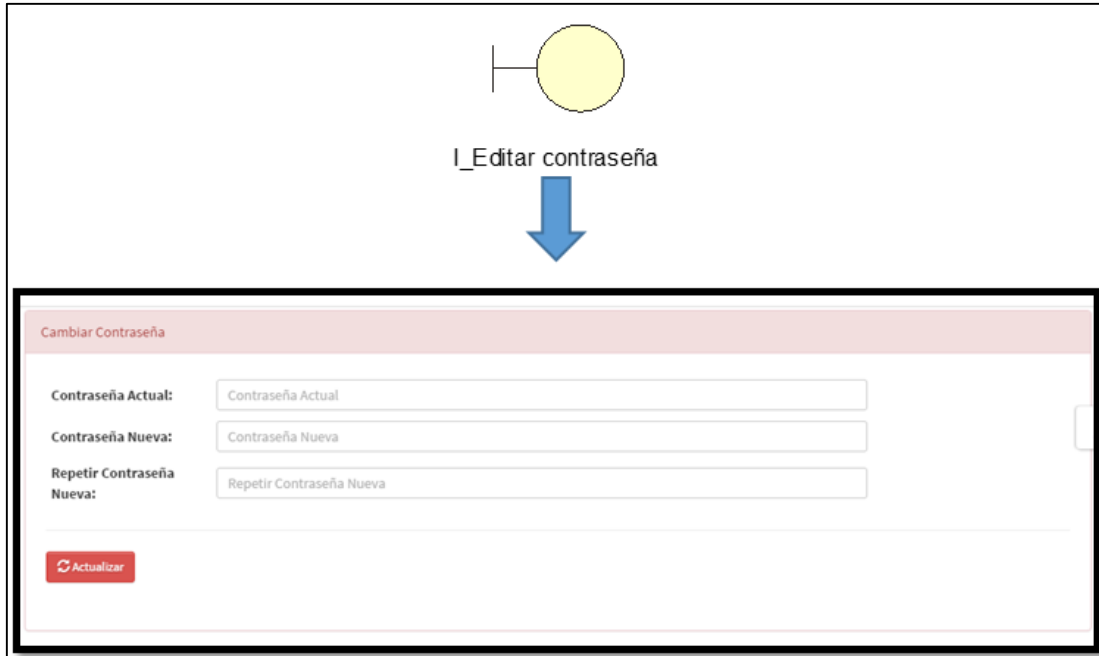 I_Editar contraseña
Cambiar Contraseña
Contraseña Actual:
Contraseña Actual
Contraseña Nueva:
Contraseña Nueva
Repetir Contraseña
Nueva:
Repetir Contraseña Nueva
Actualizar